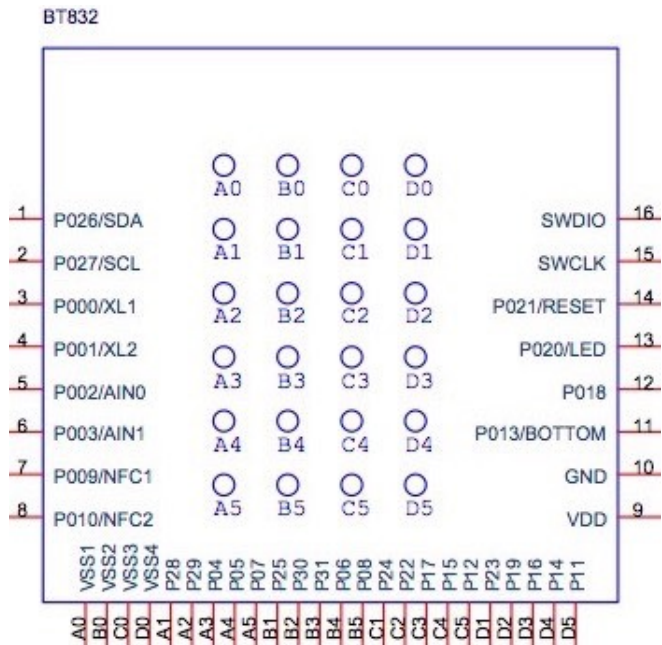 BT832
A0 B0 C0 D0
1 P026/SDA A1 B1 C1 D1 SWDIO 16
2 P027/SCL SWCLK 15
3 P000/XL1 A2 B2 C2 D2 P021/RESET 14
4 P001/XL2 A3 B3 C3 D3 P020/LED 13
5 P002/AIN0 P018 12
6 P003/AIN1 A4 B4 C4 D4 P013/BOTTOM 11
7 P009/NFC1 GND 10
8 P010/NFC2 A5 B5 C5 D5 VDD 9
VSS1 VSS2 VSS3 VSS4 P28 P29 P04 P05 P07 P25 P30 P31 P06 P08 P24 P22 P17 P15 P12 P23 P19 P16 P14 P11
A0 B0 C0 D0 A1 A2 A3 A4 A5 B1 B2 B3 B4 B5 C1 C2 C3 C4 C5 D1 D2 D3 D4 D5